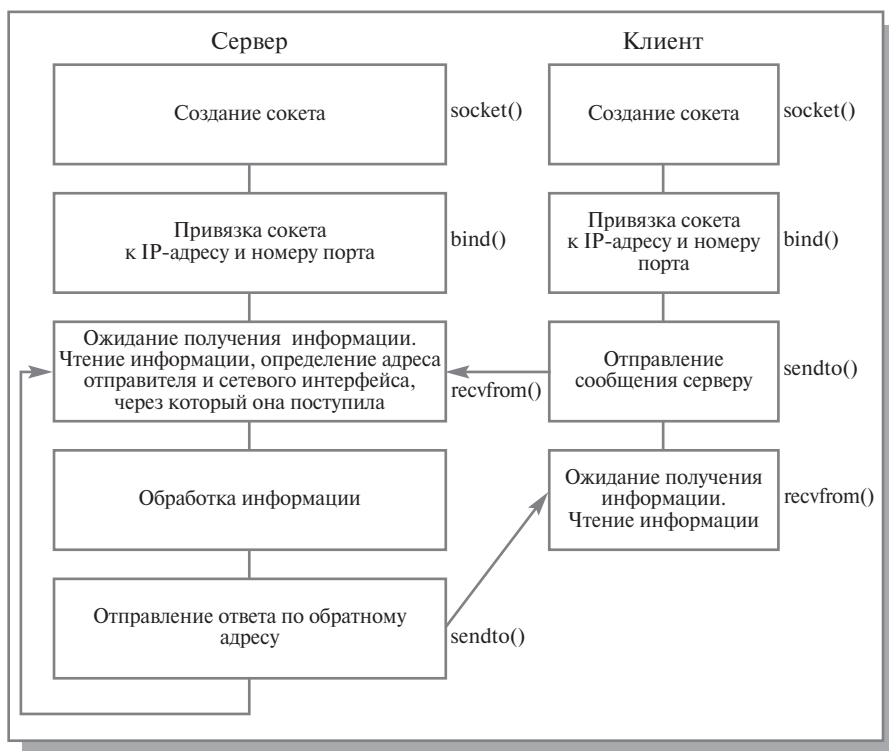 Сервер
Создание сокета
socket()
Привязка сокета
к IP-адресу и номеру порта
bind()
Ожидание получения информации.
Чтение информации, определение адреса
отправителя и сетевого интерфейса,
через который она поступила
recvfrom()
Обработка информации
Отправление ответа по обратному
адресу
sendto()
Клиент
Создание сокета
socket()
Привязка сокета
к IP-адресу и номеру
порта
bind()
Отправление
сообщения серверу
sendto()
Ожидание получения
информации.
Чтение информации
recvfrom()